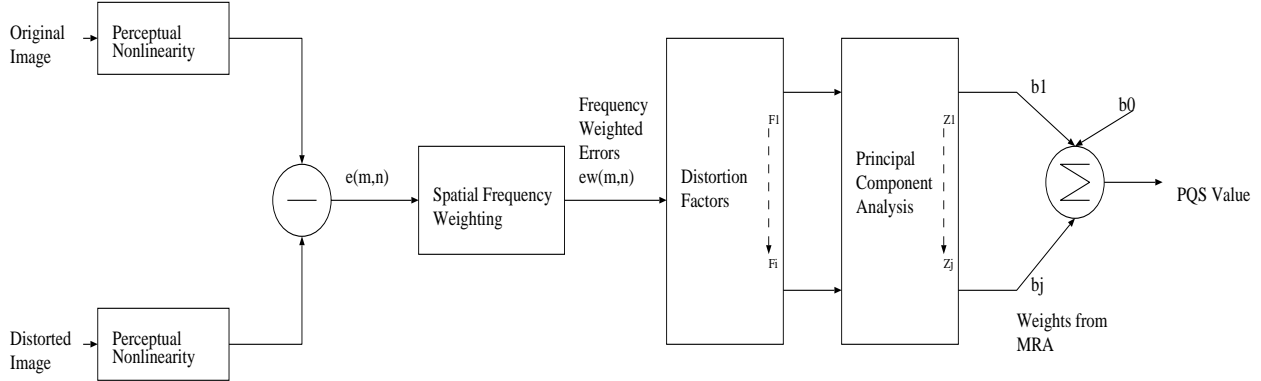 Original
Image
Perceptual
Nonlinearity
Distorted
Image
Perceptual
Nonlinearity
e(m,n)
Spatial Frequency
Weighting
Frequency
Weighted
Errors
ew(m,n)
Distortion
Factors
F1
Fi
Principal
Component
Analysis
Z1
Zj
b1
b0
bj
Weights from
MRA
Σ
PQS Value